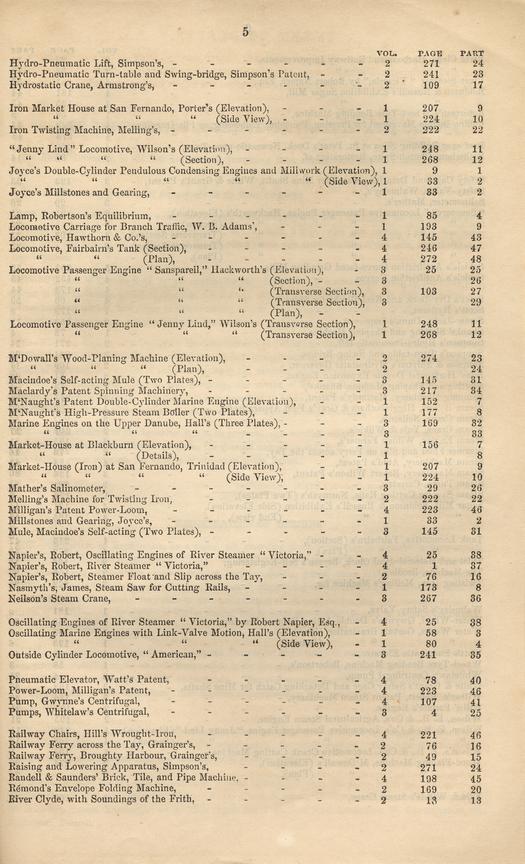 5
VOL. PAGE PART
Hydro-Pneumatic Lift, Simpson's, - - - - - - 2 271 24
Hydro-Pneumatic Turn-table and Swing-bridge, Simpson's Patent, - - 2 241 23
Hydrostatic Crane, Armstrong's, - - - - - - 2 109 17
Iron Market House at San Fernando, Porter's (Elevation), - - - 1 207 9
“ “ “ (Side View), - - - 1 224 10
Iron Twisting Machine, Melling's, - - - - - - 2 222 22
“Jenny Lind” Locomotive, Wilson's (Elevation), - - - - 1 248 11
“ “ “ “ (Section), - - - - 1 268 12
Joyce's Double-Cylinder Pendulous Condensing Engines and Millwork (Elevation), 1 9 1
“ “ “ “ “ “ (Side View), 1 33 2
Joyce's Millstones and Gearing, - - - - - - 1 33 2
Lamp, Robertson's Equilibrium, - - - - - - 1 85 4
Locomotive Carriage for Branch Traffic, W. B. Adams', - - - - 1 193 9
Locomotive, Hawthorn & Co.'s, - - - - - - 4 145 43
Locomotive, Fairbairn's Tank (Section), - - - - - 4 246 47
“ “ (Plan), - - - - - 4 272 48
Locomotive Passenger Engine “Sanspareil,” Hackworth's (Elevation), - 3 25 25
“ “ “ (Section), - - 3 26
“ “ “ (Transverse Section), 3 103 27
“ “ “ (Transverse Section), 3 29
“ “ “ (Plan), - -
Locomotive Passenger Engine “Jenny Lind,” Wilson's (Transverse Section), 1 248 11
“ “ “ “ (Transverse Section), 1 268 12
M'Dowall's Wood-Planing Machine (Elevation), - - - - 2 274 23
“ “ “ (Plan), - - - - 2 24
Macindoe's Self-acting Mule (Two Plates), - - - - - 3 145 31
Maclardy's Patent Spinning Machinery, - - - - - 3 217 34
M'Naught's Patent Double-Cylinder Marine Engine (Elevation), - - 1 152 7
M'Naught's High-Pressure Steam Boiler (Two Plates), - - - 1 177 8
Marine Engines on the Upper Danube, Hall's (Three Plates), - - - 3 169 32
“ “ “ “ - - - 3 33
Market-House at Blackburn (Elevation), - - - - - 1 156 7
“ “ (Details), - - - - - 1 8
Market-House (Iron) at San Fernando, Trinidad (Elevation), - - - 1 207 9
“ “ “ “ (Side View), - - - 1 224 10
Mather's Salinometer, - - - - - - - 3 29 26
Melling's Machine for Twisting Iron, - - - - - 2 222 22
Milligan's Patent Power-Loom, - - - - - - 4 223 46
Millstones and Gearing, Joyce's, - - - - - - 1 33 2
Mule, Macindoe's Self-acting (Two Plates), - - - - - 3 145 31
Napier's, Robert, Oscillating Engines of River Steamer “Victoria,” - - 4 25 38
Napier's, Robert, River Steamer “Victoria,” - - - - 4 1 37
Napier's, Robert, Steamer Float and Slip across the Tay, - - - 2 76 16
Nasmyth's, James, Steam Saw for Cutting Rails, - - - - 1 173 8
Neilson's Steam Crane, - - - - - - - 3 267 36
Oscillating Engines of River Steamer “Victoria,” by Robert Napier, Esq., - 4 25 38
Oscillating Marine Engines with Link-Valve Motion, Hall's (Elevation), - 1 58 3
“ “ “ “ (Side View), - 1 80 4
Outside Cylinder Locomotive, “American,” - - - - - 3 241 35
Pneumatic Elevator, Watt's Patent, - - - - - 4 78 40
Power-Loom, Milligan's Patent, - - - - - - 4 223 46
Pump, Gwynne's Centrifugal, - - - - - - 4 107 41
Pumps, Whitelaw's Centrifugal, - - - - - - 3 4 25
Railway Chairs, Hill's Wrought-Iron, - - - - - 4 221 46
Railway Ferry across the Tay, Grainger's, - - - - - 2 76 16
Railway Ferry, Broughty Harbour, Grainger's, - - - - 2 49 15
Raising and Lowering Apparatus, Simpson's, - - - - 2 271 24
Randell & Saunders' Brick, Tile, and Pipe Machine, - - - - 4 198 45
Rémond's Envelope Folding Machine, - - - - - 2 169 20
River Clyde, with Soundings of the Frith, - - - - - 2 13 13